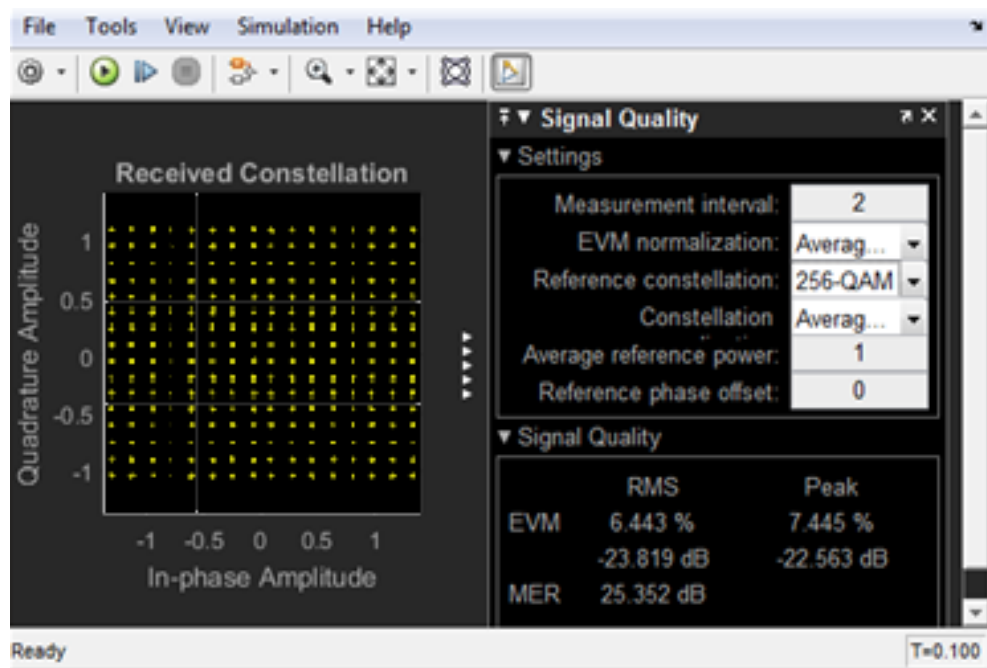 File Tools View Simulation Help
Received Constellation
Quadrature Amplitude
1
0.5
0
-0.5
-1
-1 -0.5 0 0.5 1
In-phase Amplitude
Signal Quality
Settings
Measurement interval: 2
EVM normalization: Averag...
Reference constellation: 256-QAM
Constellation Averag...
Average reference power: 1
Reference phase offset: 0
Signal Quality
RMS Peak
EVM 6.443 % 7.445 %
-23.819 dB -22.563 dB
MER 25.352 dB
Ready T=0.100